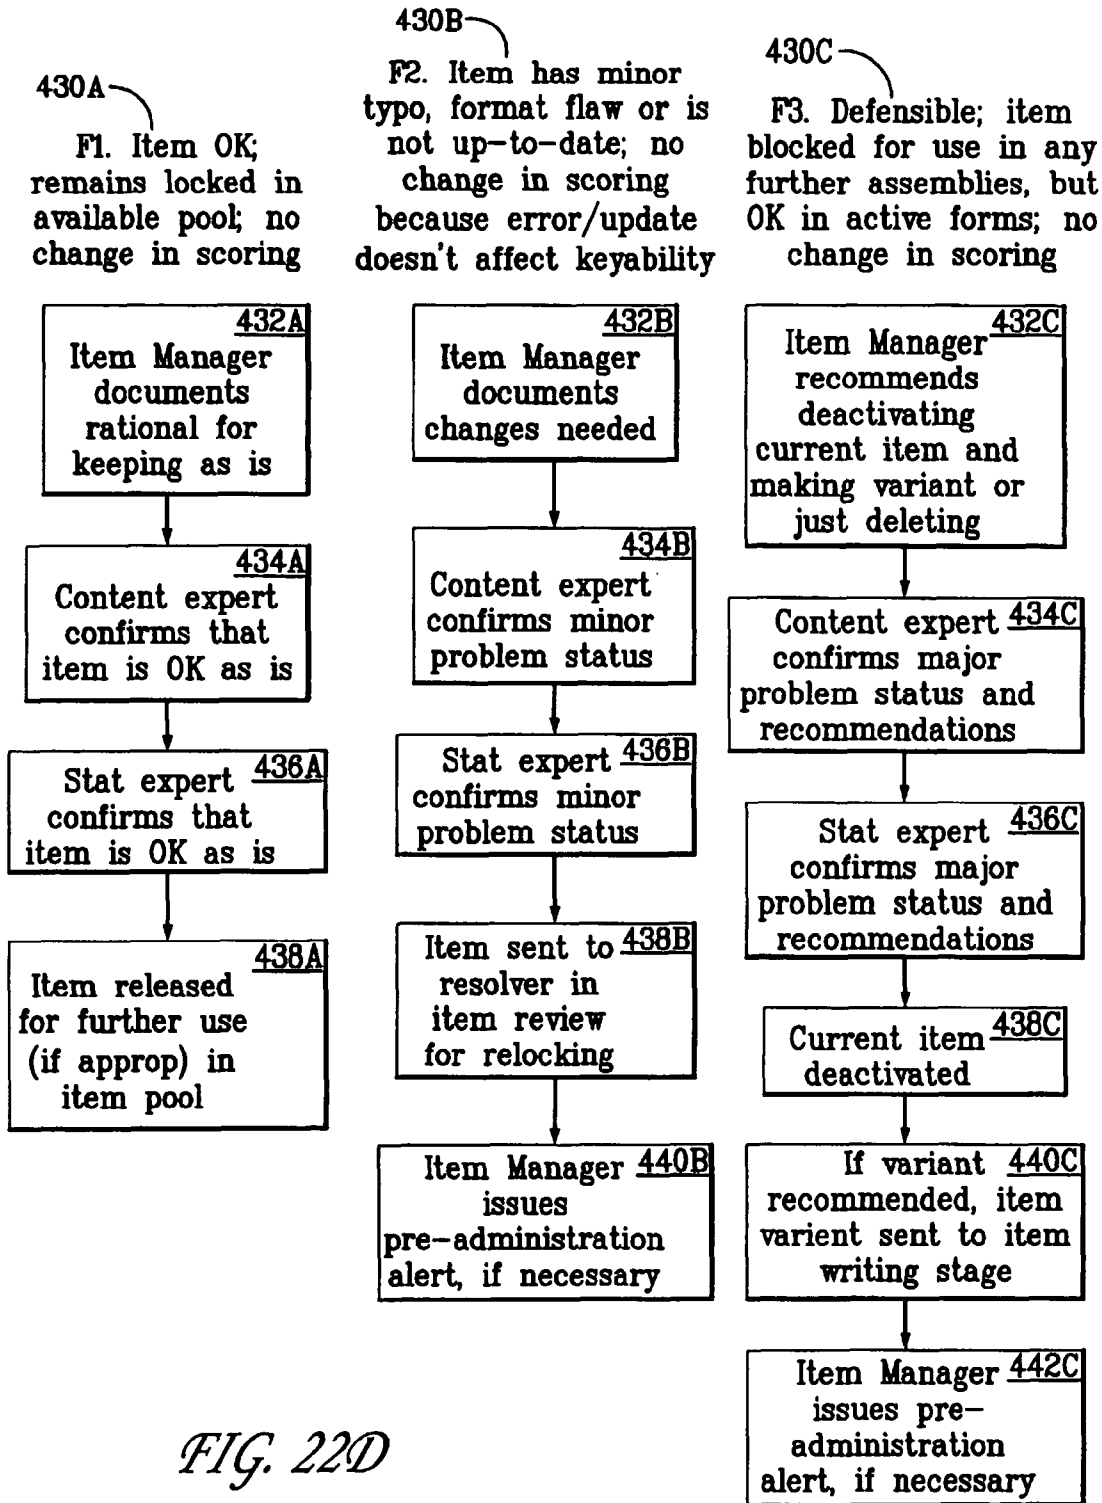 430A
F1. Item OK;
remains locked in
available pool; no
change in scoring
432A
Item Manager
documents
rational for
keeping as is
434A
Content expert
confirms that
item is OK as is
436A
Stat expert
confirms that
item is OK as is
438A
Item released
for further use
(if approp) in
item pool
430B
F2. Item has minor
typo, format flaw or is
not up-to-date; no
change in scoring
because error/update
doesn't affect keyability
432B
Item Manager
documents
changes needed
434B
Content expert
confirms minor
problem status
Stat expert 436B
confirms minor
problem status
Item sent to 438B
resolver in
item review
for relocking
Item Manager 440B
issues
pre-administration
alert, if necessary
430C
F3. Defensible; item
blocked for use in any
further assemblies, but
OK in active forms; no
change in scoring
432C
Item Manager
recommends
deactivating
current item and
making variant or
just deleting
Content expert 434C
confirms major
problem status and
recommendations
Stat expert 436C
confirms major
problem status and
recommendations
Current item 438C
deactivated
If variant 440C
recommended, item
varient sent to item
writing stage
Item Manager 442C
issues pre-
administration
alert, if necessary
FIG. 22D